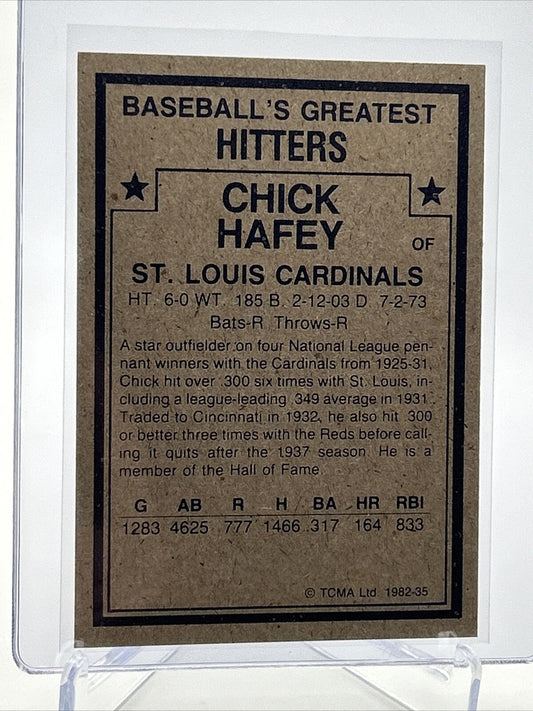 BASEBALL'S GREATEST
HITTERS
CHICK
HAFEY
OF
ST. LOUIS CARDINALS
HT. 6-0 WT. 185 B. 2-12-03 D. 7-2-73
Bats-R Throws-R
A star outfielder on four National League pen-
nant winners with the Cardinals from 1925-31,
Chick hit over .300 six times with St. Louis, in-
cluding a league-leading .349 average in 1931.
Traded to Cincinnati in 1932, he also hit .300
or better three times with the Reds before call-
ing it quits after the 1937 season. He is a
member of the Hall of Fame.
G AB R H BA HR RBI
1283 4625 777 1466 .317 164 833
© TCMA Ltd. 1982-35